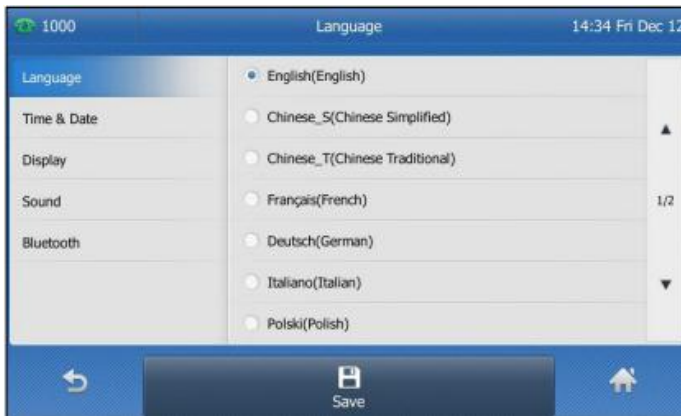 1000 Language 14:34 Fri Dec 12
Language
Time & Date
Display
Sound
Bluetooth
English(English)
Chinese_S(Chinese Simplified)
Chinese_T(Chinese Traditional)
Français(French)
Deutsch(German)
Italiano(Italian)
Polski(Polish)
1/2
Save